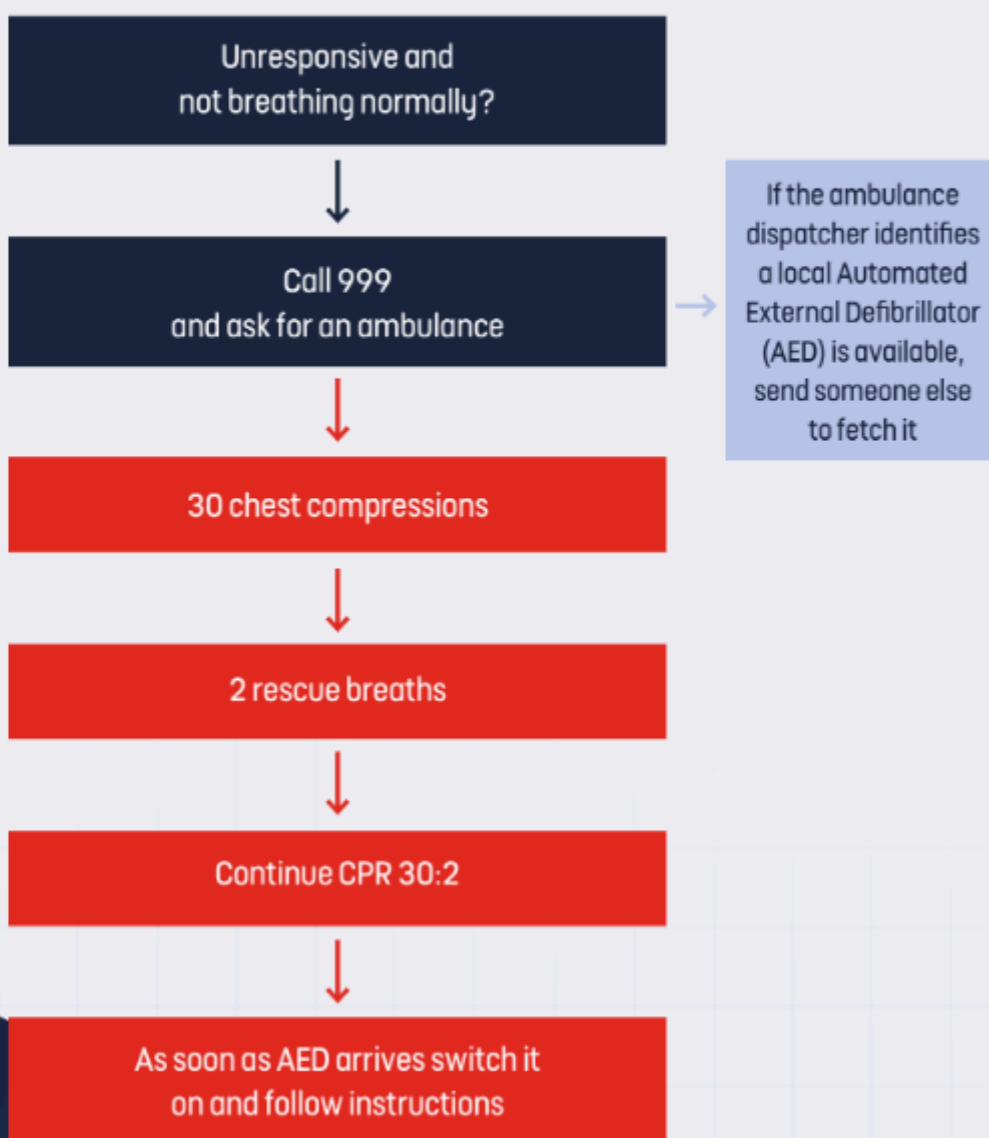 Unresponsive and
not breathing normally?
Call 999
and ask for an ambulance
If the ambulance
dispatcher identifies
a local Automated
External Defibrillator
(AED) is available,
send someone else
to fetch it
30 chest compressions
2 rescue breaths
Continue CPR 30:2
As soon as AED arrives switch it
on and follow instructions